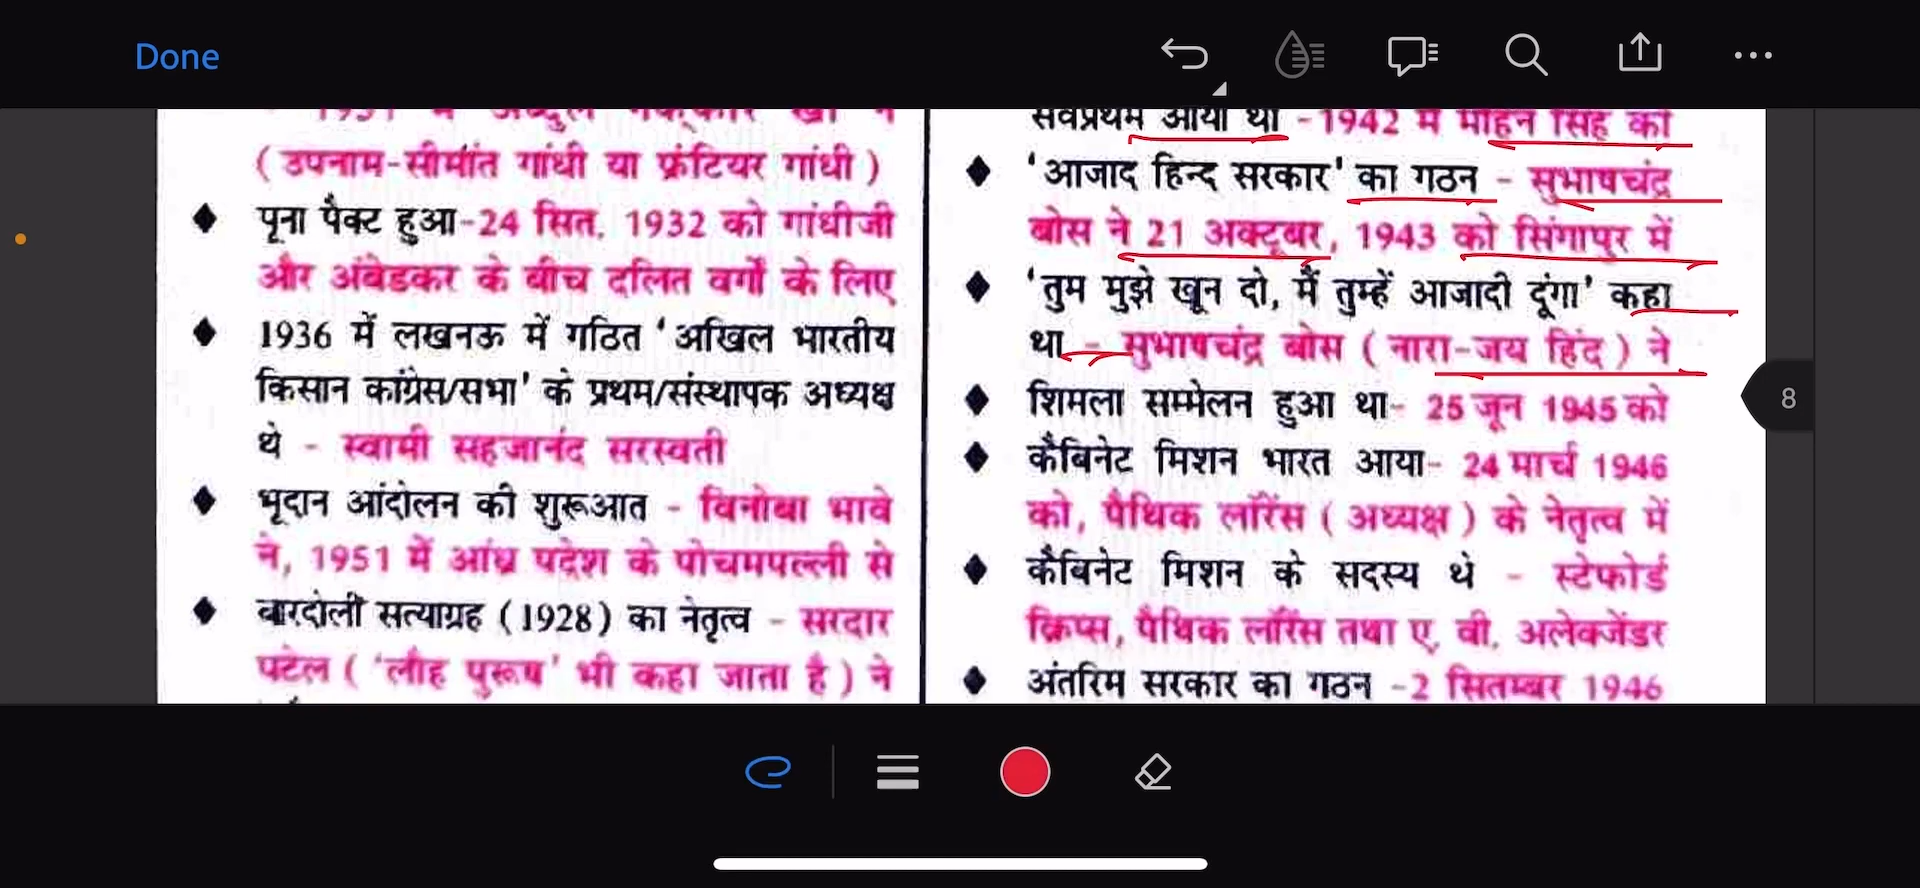 Done
(उपनाम-सीमांत गांधी या फ्रंटियर गांधी)
♦ पूना पैक्ट हुआ-24 सित. 1932 को गांधीजी
और अंबेडकर के बीच दलित वर्गों के लिए
♦ 1936 में लखनऊ में गठित 'अखिल भारतीय
किसान कांग्रेस/सभा' के प्रथम/संस्थापक अध्यक्ष
थे - स्वामी सहजानंद सरस्वती
♦ भूदान आंदोलन की शुरूआत - विनोबा भावे
ने, 1951 में आंध्र पदेश के पोचमपल्ली से
♦ बारदोली सत्याग्रह (1928) का नेतृत्व - सरदार
पटेल ('लौह पुरूष' भी कहा जाता है) ने
सर्वप्रथम आया था -1942 में मोहन सिंह को
♦ 'आजाद हिन्द सरकार' का गठन - सुभाषचंद्र
बोस ने 21 अक्टूबर, 1943 को सिंगापुर में
♦ 'तुम मुझे खून दो, मैं तुम्हें आजादी दूंगा' कहा
था - सुभाषचंद्र बोस (नारा-जय हिंद) ने
♦ शिमला सम्मेलन हुआ था- 25 जून 1945 को
♦ कैबिनेट मिशन भारत आया- 24 मार्च 1946
को, पैथिक लॉरेंस (अध्यक्ष) के नेतृत्व में
♦ कैबिनेट मिशन के सदस्य थे - स्टेफोर्ड
क्रिप्स, पैथिक लॉरेंस तथा ए. वी. अलेक्जेंडर
♦ अंतरिम सरकार का गठन -2 सितम्बर 1946
8